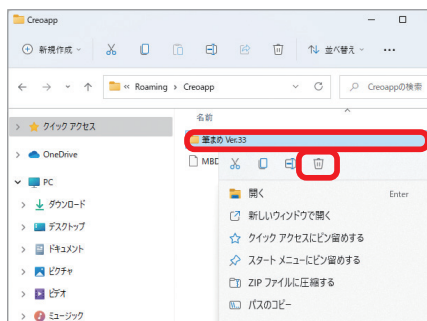 Creoapp
新規作成
並べ替え
Roaming > Creoapp
Creoappの検索
名前
クイック アクセス
筆まめ Ver.33
OneDrive
MBD
PC
開く Enter
ダウンロード
新しいウィンドウで開く
デスクトップ
クイック アクセスにピン留めする
ドキュメント
スタート メニューにピン留めする
ピクチャ
ZIP ファイルに圧縮する
ビデオ
パスのコピー
ミュージック